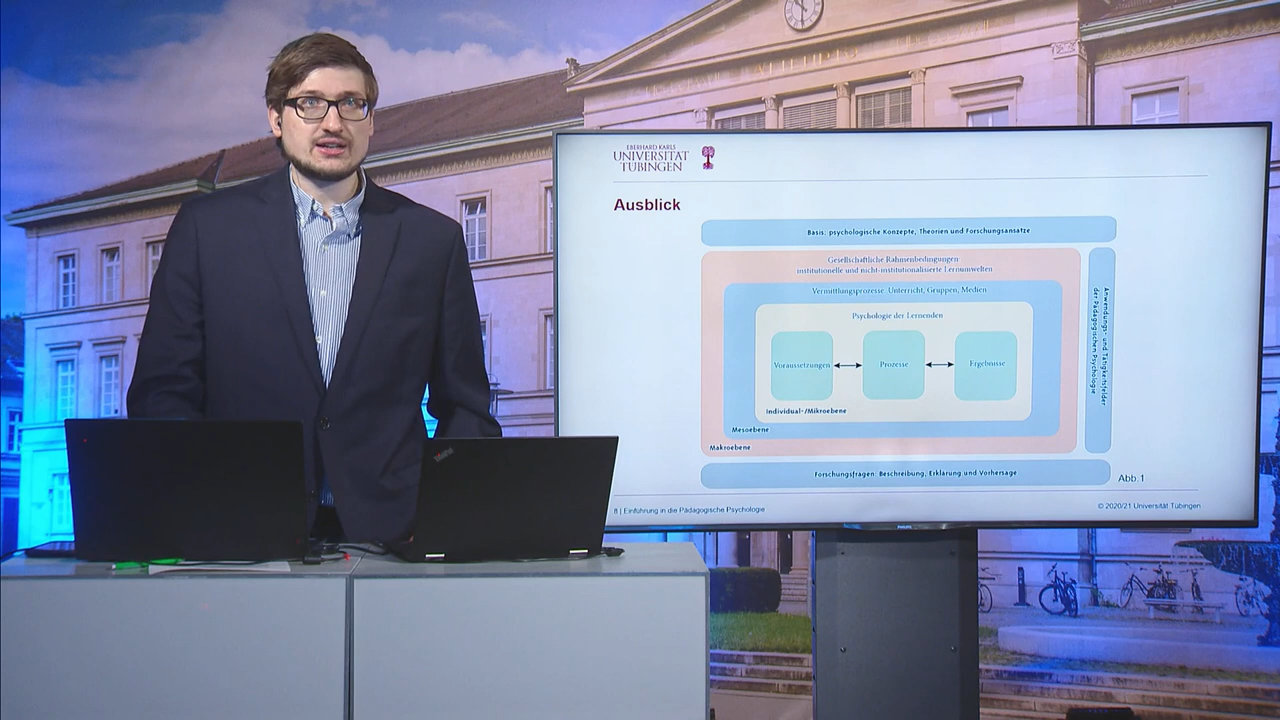 EBERHARD KARLS
UNIVERSITÄT
TÜBINGEN
Ausblick
Basis: psychologische Konzepte, Theorien und Forschungsansätze
Gesellschaftliche Rahmenbedingungen:
institutionelle und nicht-institutionalisierte Lernumwelten
Vermittlungsprozesse: Unterricht, Gruppen, Medien
Psychologie der Lernenden
Voraussetzungen
Prozesse
Ergebnisse
Individual-/Mikroebene
Mesoebene
Makroebene
Anwendungs- und Tätigkeitsfelder
der Pädagogischen Psychologie
Forschungsfragen: Beschreibung, Erklärung und Vorhersage
Abb.1
8 | Einführung in die Pädagogische Psychologie
© 2020/21 Universität Tübingen
PHILIPS
ThinkPad